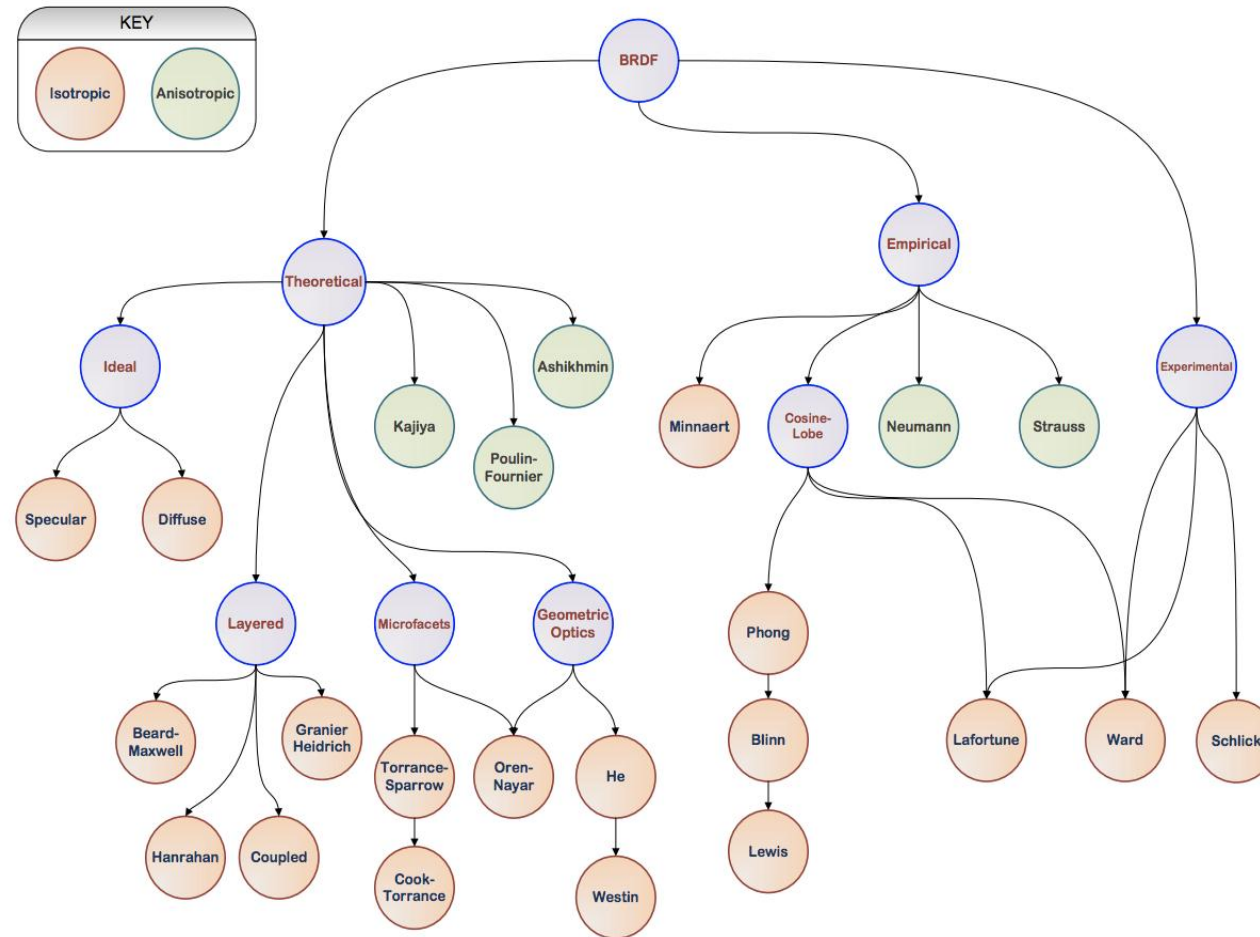 KEY
Isotropic
Anisotropic
BRDF
Empirical
Theoretical
Ideal
Ashikhmin
Experimental
Kajiya
Poulin-
Fournier
Minnaert
Cosine-
Lobe
Neumann
Strauss
Specular
Diffuse
Layered
Microfacets
Geometric
Optics
Phong
Beard-
Maxwell
Granier
Heidrich
Blinn
Lafortune
Ward
Schlick
Torrance-
Sparrow
Oren-
Nayar
He
Hanrahan
Coupled
Lewis
Cook-
Torrance
Westin